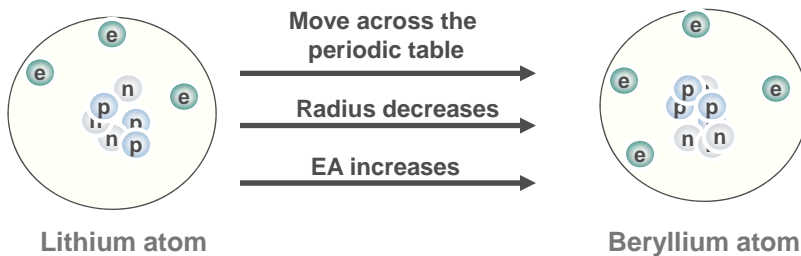 Move across the
periodic table
Radius decreases
EA increases
e
e
e
n
p
n
p
n
p
e
e
e
e
p
p
p
n
n
Lithium atom
Beryllium atom